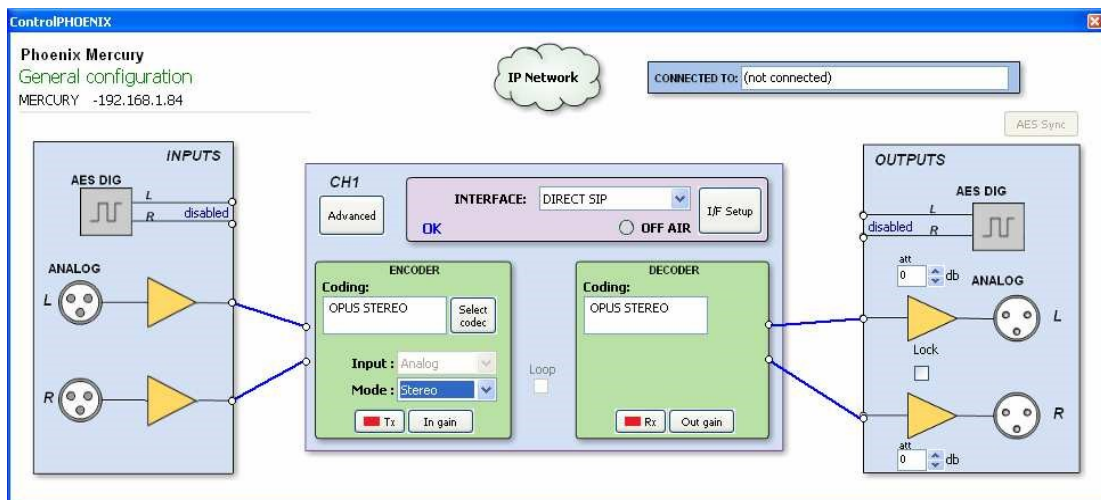 ControlPHOENIX
Phoenix Mercury
General configuration
MERCURY -192.168.1.84
IP Network
CONNECTED TO: (not connected)
AES Sync
INPUTS
AES DIG
L
R disabled
ANALOG
L
R
CH1
Advanced
INTERFACE: DIRECT SIP
I/F Setup
OK
OFF AIR
ENCODER
Coding:
OPUS STEREO
Select
codec
Input : Analog
Mode : Stereo
Tx In gain
Loop
DECODER
Coding:
OPUS STEREO
Rx Out gain
OUTPUTS
AES DIG
L
disabled R
att
0 db
ANALOG
L
Lock
R
att
0 db